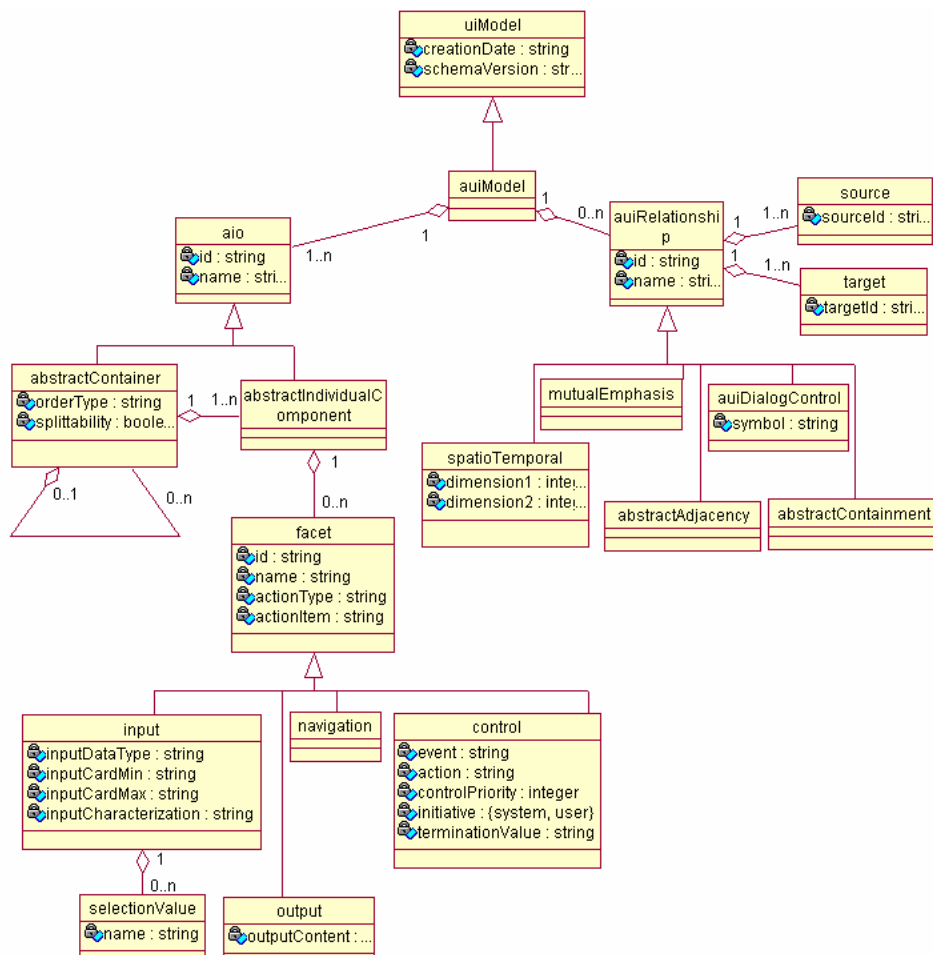 uiModel
creationDate : string
schemaVersion : str...
auiModel
1
1
0..n
1..n
aio
id : string
name : stri...
auiRelationshi
p
id : string
name : stri...
1
1..n
1
1..n
source
sourceId : stri...
target
targetId : stri...
abstractContainer
orderType : string
splittability : boole...
1
1..n
0..1
0..n
abstractIndividualC
omponent
1
0..n
mutualEmphasis
auiDialogControl
symbol : string
spatioTemporal
dimension1 : inte...
dimension2 : inte...
abstractAdjacency
abstractContainment
facet
id : string
name : string
actionType : string
actionItem : string
input
inputDataType : string
inputCardMin : string
inputCardMax : string
inputCharacterization : string
1
0..n
navigation
control
event : string
action : string
controlPriority : integer
initiative : {system, user}
terminationValue : string
selectionValue
name : string
output
outputContent : ...